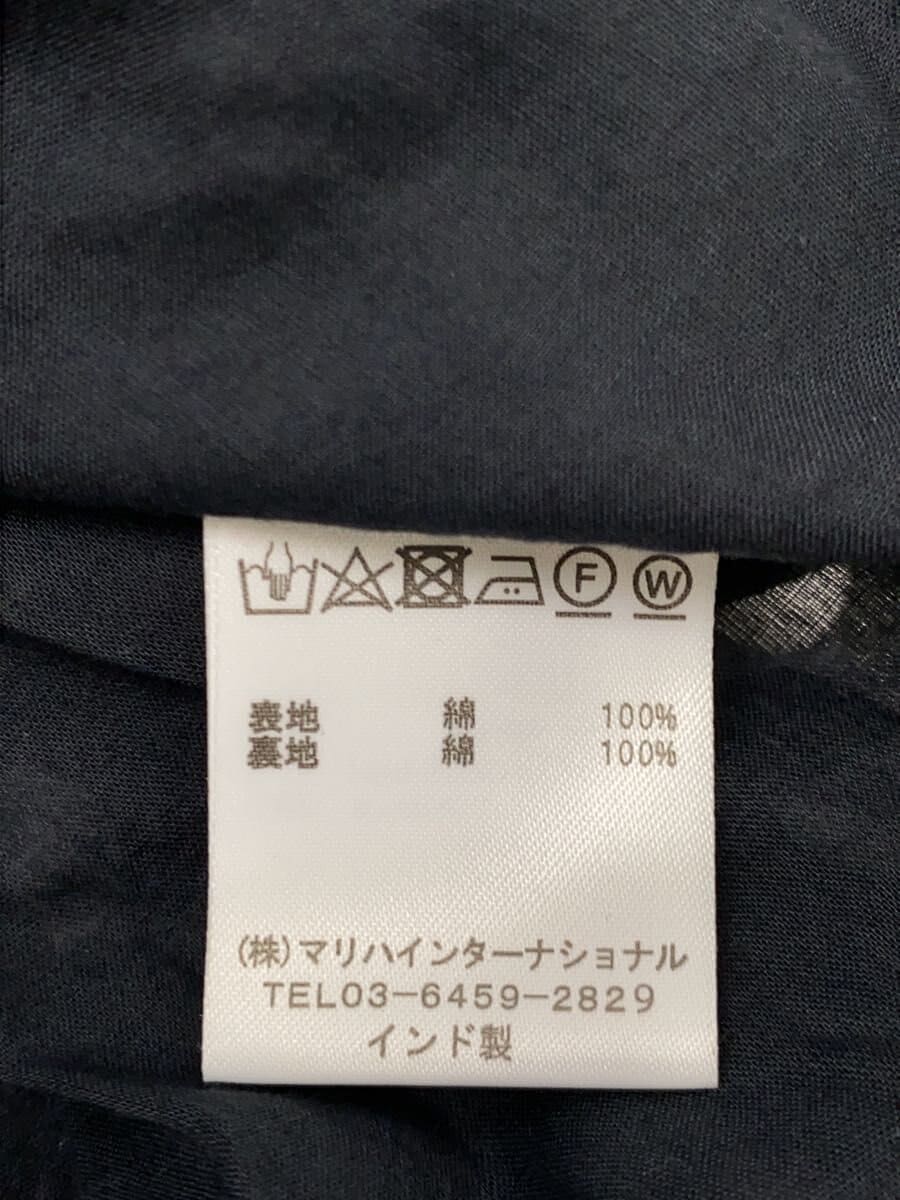 F W
表地 綿 100%
裏地 綿 100%
(株)マリハインターナショナル
TEL03-6459-2829
インド製